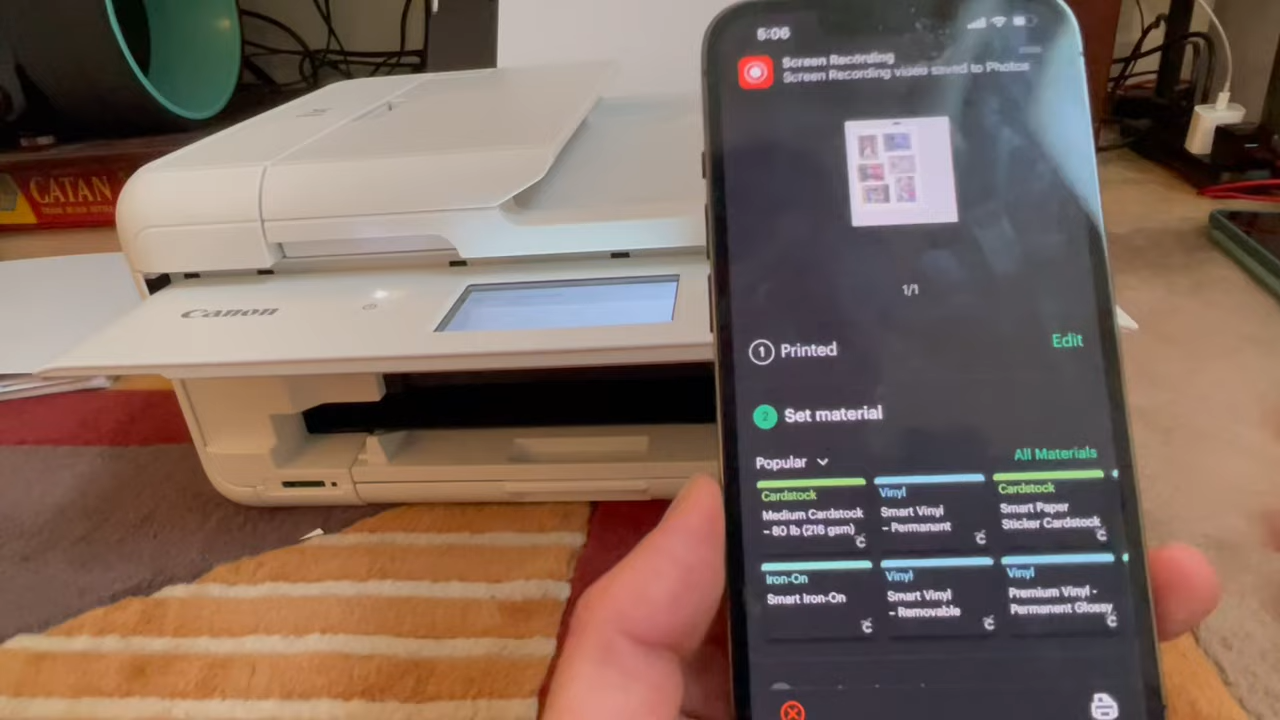 CATAN
Canon
5:06
Screen Recording
Screen Recording video saved to Photos
1/1
1 Printed
Edit
2 Set material
Popular
All Materials
Cardstock
Medium Cardstock
– 80 lb (216 gsm)
Vinyl
Smart Vinyl
– Permanant
Cardstock
Smart Paper
Sticker Cardstock
Iron-On
Smart Iron-On
Vinyl
Smart Vinyl
– Removable
Vinyl
Premium Vinyl -
Permanent Glossy